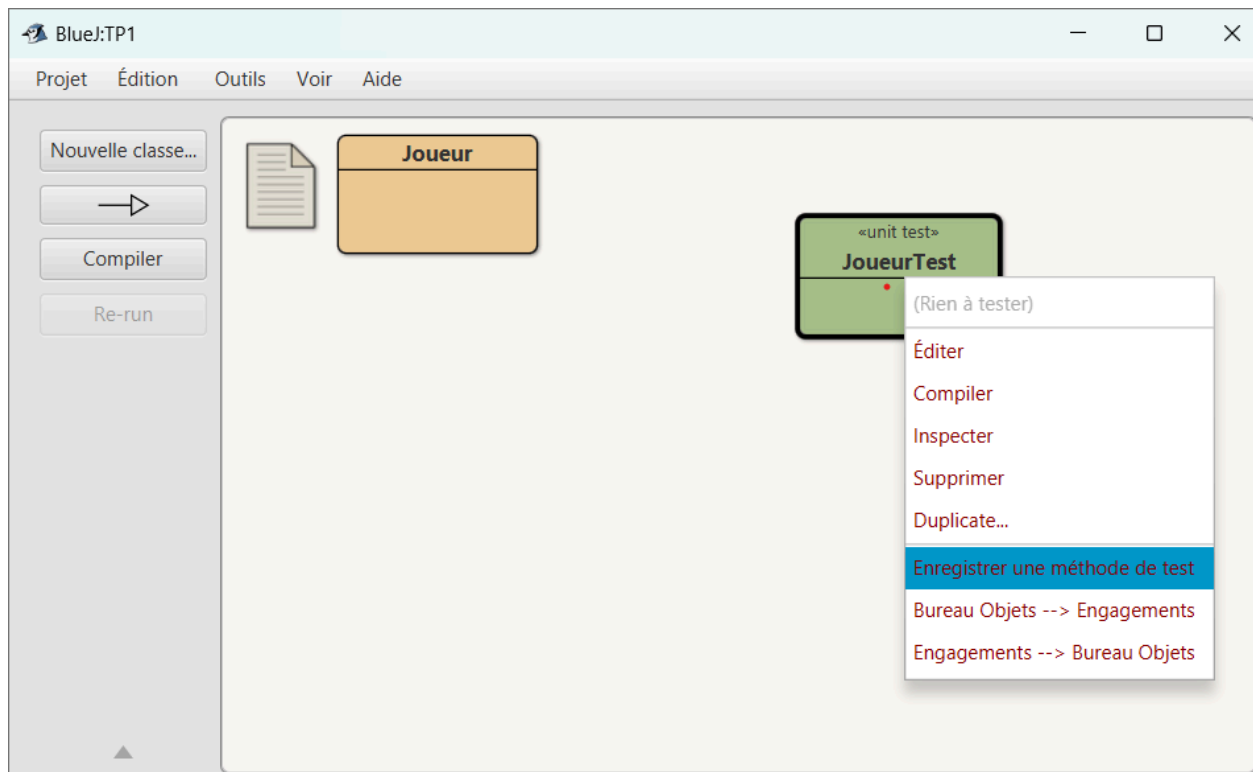 BlueJ:TP1
Projet Édition Outils Voir Aide
Nouvelle classe...
Compiler
Re-run
Joueur
«unit test»
JoueurTest
(Rien à tester)
Éditer
Compiler
Inspecter
Supprimer
Duplicate...
Enregistrer une méthode de test
Bureau Objets --> Engagements
Engagements --> Bureau Objets